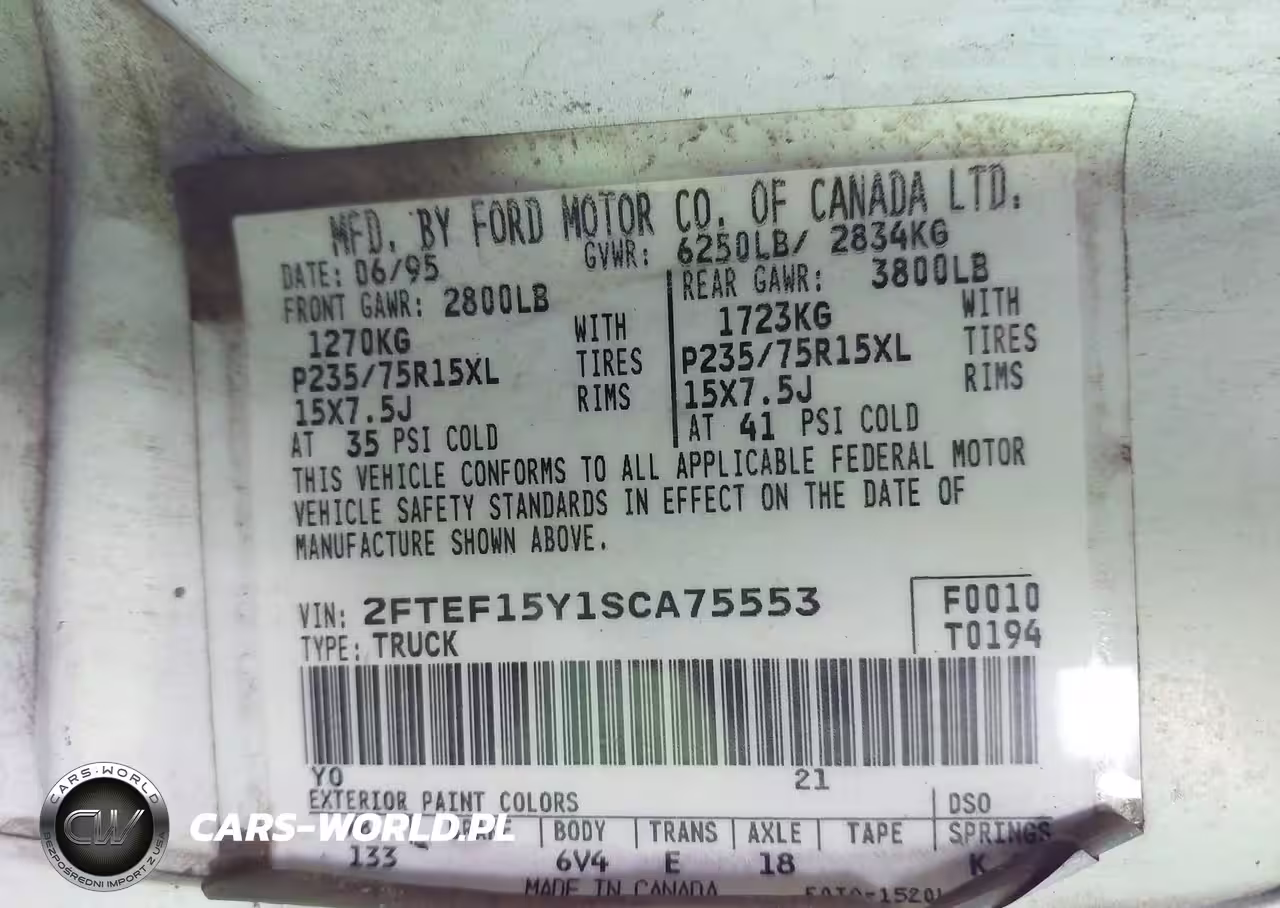 MFD. BY FORD MOTOR CO. OF CANADA LTD.
DATE: 06/95 GVWR: 6250LB/ 2834KG
FRONT GAWR: 2800LB REAR GAWR: 3800LB
1270KG WITH 1723KG WITH
P235/75R15XL TIRES P235/75R15XL TIRES
15X7.5J RIMS 15X7.5J RIMS
AT 35 PSI COLD AT 41 PSI COLD
THIS VEHICLE CONFORMS TO ALL APPLICABLE FEDERAL MOTOR
VEHICLE SAFETY STANDARDS IN EFFECT ON THE DATE OF
MANUFACTURE SHOWN ABOVE.
VIN: 2FTEF15Y1SCA75553 F0010
TYPE: TRUCK T0194
YO 21
EXTERIOR PAINT COLORS DSO
BODY TRANS AXLE TAPE SPRINGS
133 6V4 E 18 K
MADE IN CANADA
CARS-WORLD
CW
BEZPOŚREDNI IMPORT Z USA
CARS-WORLD.PL